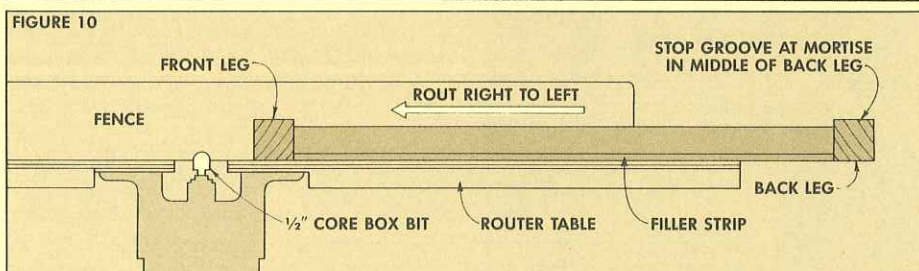 FIGURE 10
STOP GROOVE AT MORTISE
IN MIDDLE OF BACK LEG
FRONT LEG
ROUT RIGHT TO LEFT
FENCE
BACK LEG
½" CORE BOX BIT
ROUTER TABLE
FILLER STRIP